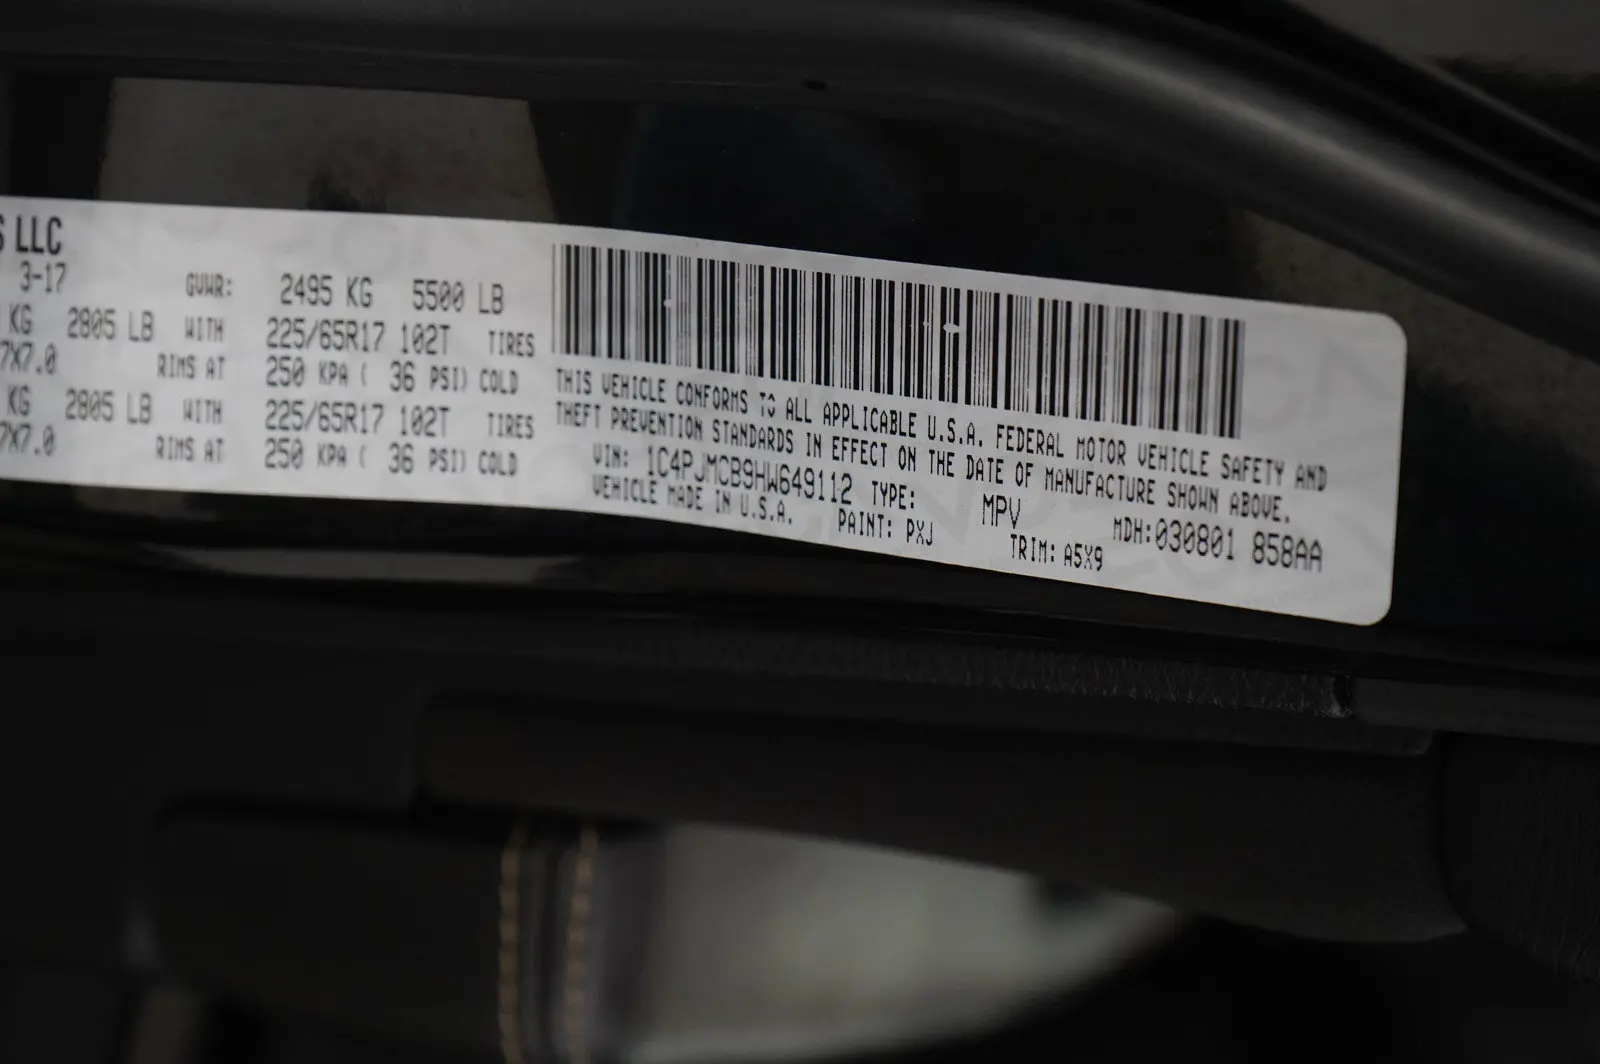 S LLC
3-17 GVWR: 2495 KG 5500 LB
KG 2805 LB WITH 225/65R17 102T TIRES
7X7.0 RIMS AT 250 KPA ( 36 PSI) COLD
KG 2805 LB WITH 225/65R17 102T TIRES
7X7.0 RIMS AT 250 KPA ( 36 PSI) COLD
THIS VEHICLE CONFORMS TO ALL APPLICABLE U.S.A. FEDERAL MOTOR VEHICLE SAFETY AND
THEFT PREVENTION STANDARDS IN EFFECT ON THE DATE OF MANUFACTURE SHOWN ABOVE.
VIN: 1C4PJMCB9HW649112 TYPE: MPV MDH:030801 858AA
VEHICLE MADE IN U.S.A. PAINT: PXJ TRIM: A5X9